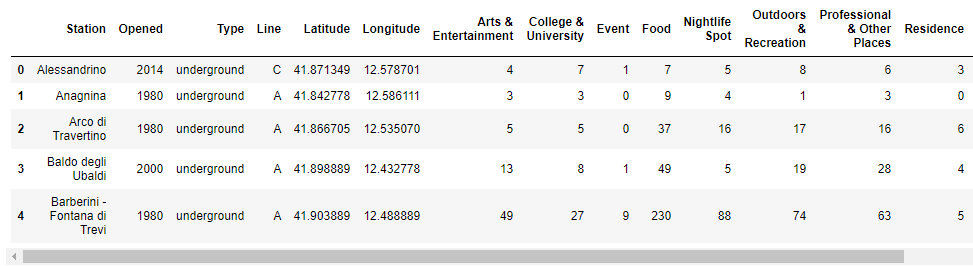 Station Opened Type Line Latitude Longitude Arts & Entertainment College & University Event Food Nightlife Spot Outdoors & Recreation Professional & Other Places Residence
0 Alessandrino 2014 underground C 41.871349 12.578701 4 7 1 7 5 8 6 3
1 Anagnina 1980 underground A 41.842778 12.586111 3 3 0 9 4 1 3 0
2 Arco di Travertino 1980 underground A 41.866705 12.535070 5 5 0 37 16 17 16 6
3 Baldo degli Ubaldi 2000 underground A 41.898889 12.432778 13 8 1 49 5 19 28 4
4 Barberini - Fontana di Trevi 1980 underground A 41.903889 12.488889 49 27 9 230 88 74 63 5